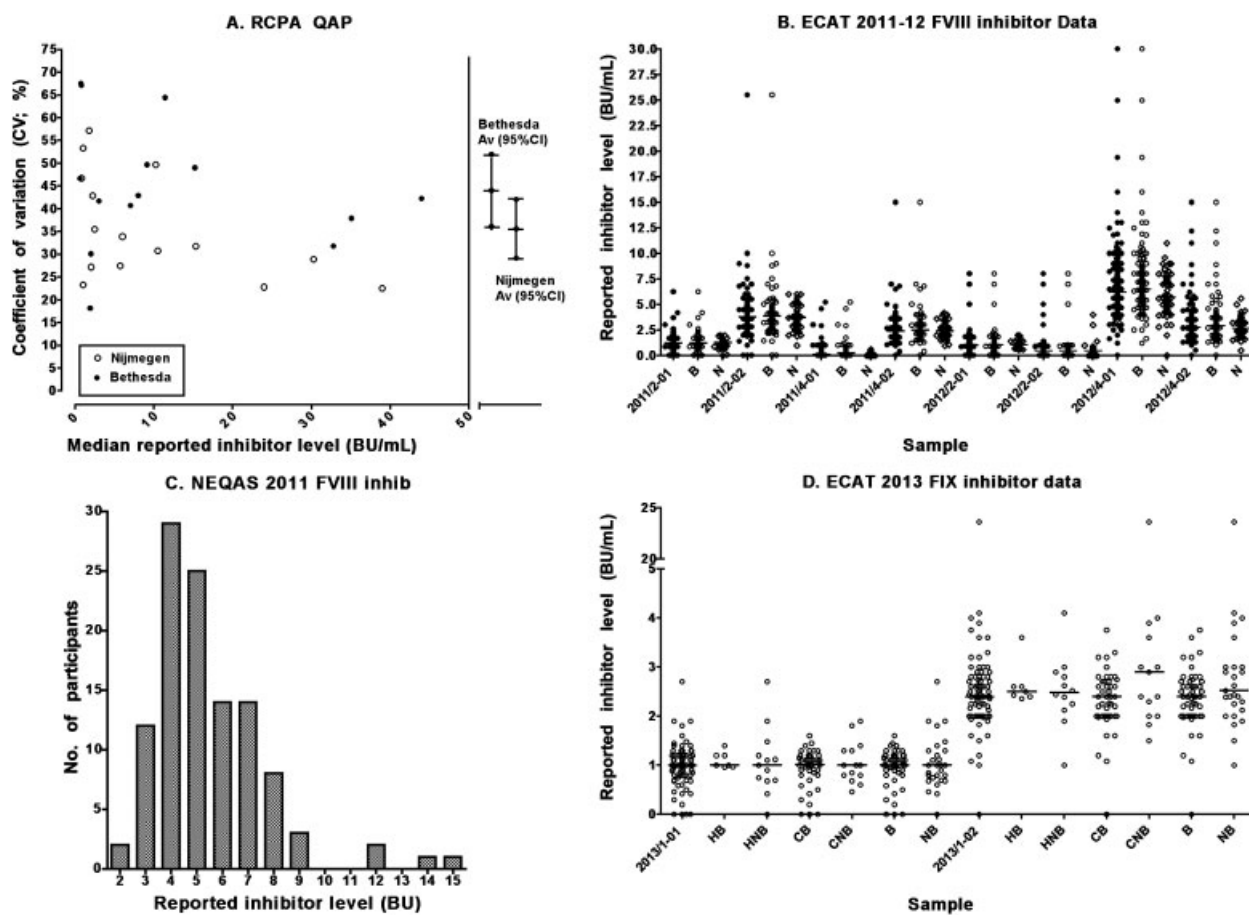 A. RCPA QAP
Coefficient of variation (CV; %)
75
70
65
60
55
50
45
40
35
30
25
20
15
10
5
0
Nijmegen
Bethesda
0
10
20
30
40
50
Median reported inhibitor level (BU/mL)
Bethesda
Av (95%CI)
Nijmegen
Av (95%CI)
B. ECAT 2011-12 FVIII inhibitor Data
Reported inhibitor level (BU/mL)
30.0
27.5
25.0
22.5
20.0
17.5
15.0
12.5
10.0
7.5
5.0
2.5
0.0
2011/2-01
B
N
2011/2-02
B
N
2011/4-01
B
N
2011/4-02
B
N
2012/2-01
B
N
2012/2-02
B
N
2012/4-01
B
N
2012/4-02
B
N
Sample
C. NEQAS 2011 FVIII inhib
No. of participants
30
20
10
0
2 3 4 5 6 7 8 9 10 11 12 13 14 15
Reported inhibitor level (BU)
D. ECAT 2013 FIX inhibitor data
Reported inhibitor level (BU/mL)
25
20
5
4
3
2
1
0
2013/1-01
HB
HNB
CB
CNB
B
NB
2013/1-02
HB
HNB
CB
CNB
B
NB
Sample